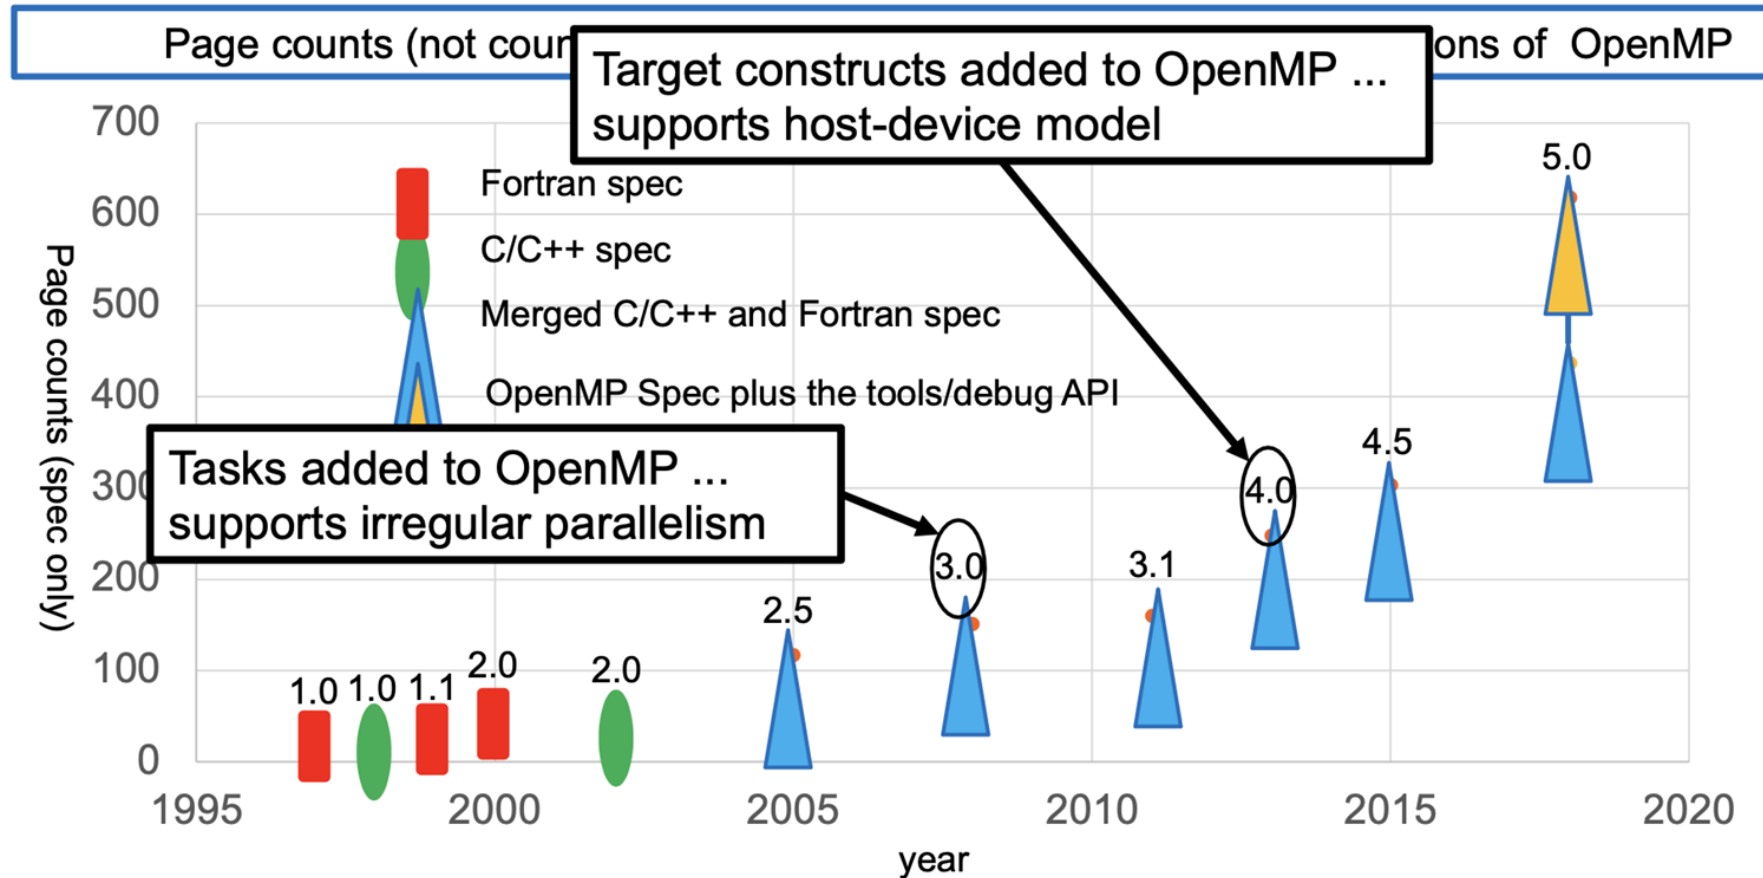 Page counts (not coun
ons of OpenMP
Target constructs added to OpenMP ...
supports host-device model
700
600
500
400
300
200
100
0
Page counts (spec only)
Fortran spec
C/C++ spec
Merged C/C++ and Fortran spec
OpenMP Spec plus the tools/debug API
Tasks added to OpenMP ...
supports irregular parallelism
1.0
1.0
1.1
2.0
2.0
2.5
3.0
3.1
4.0
4.5
5.0
1995
2000
2005
2010
2015
2020
year